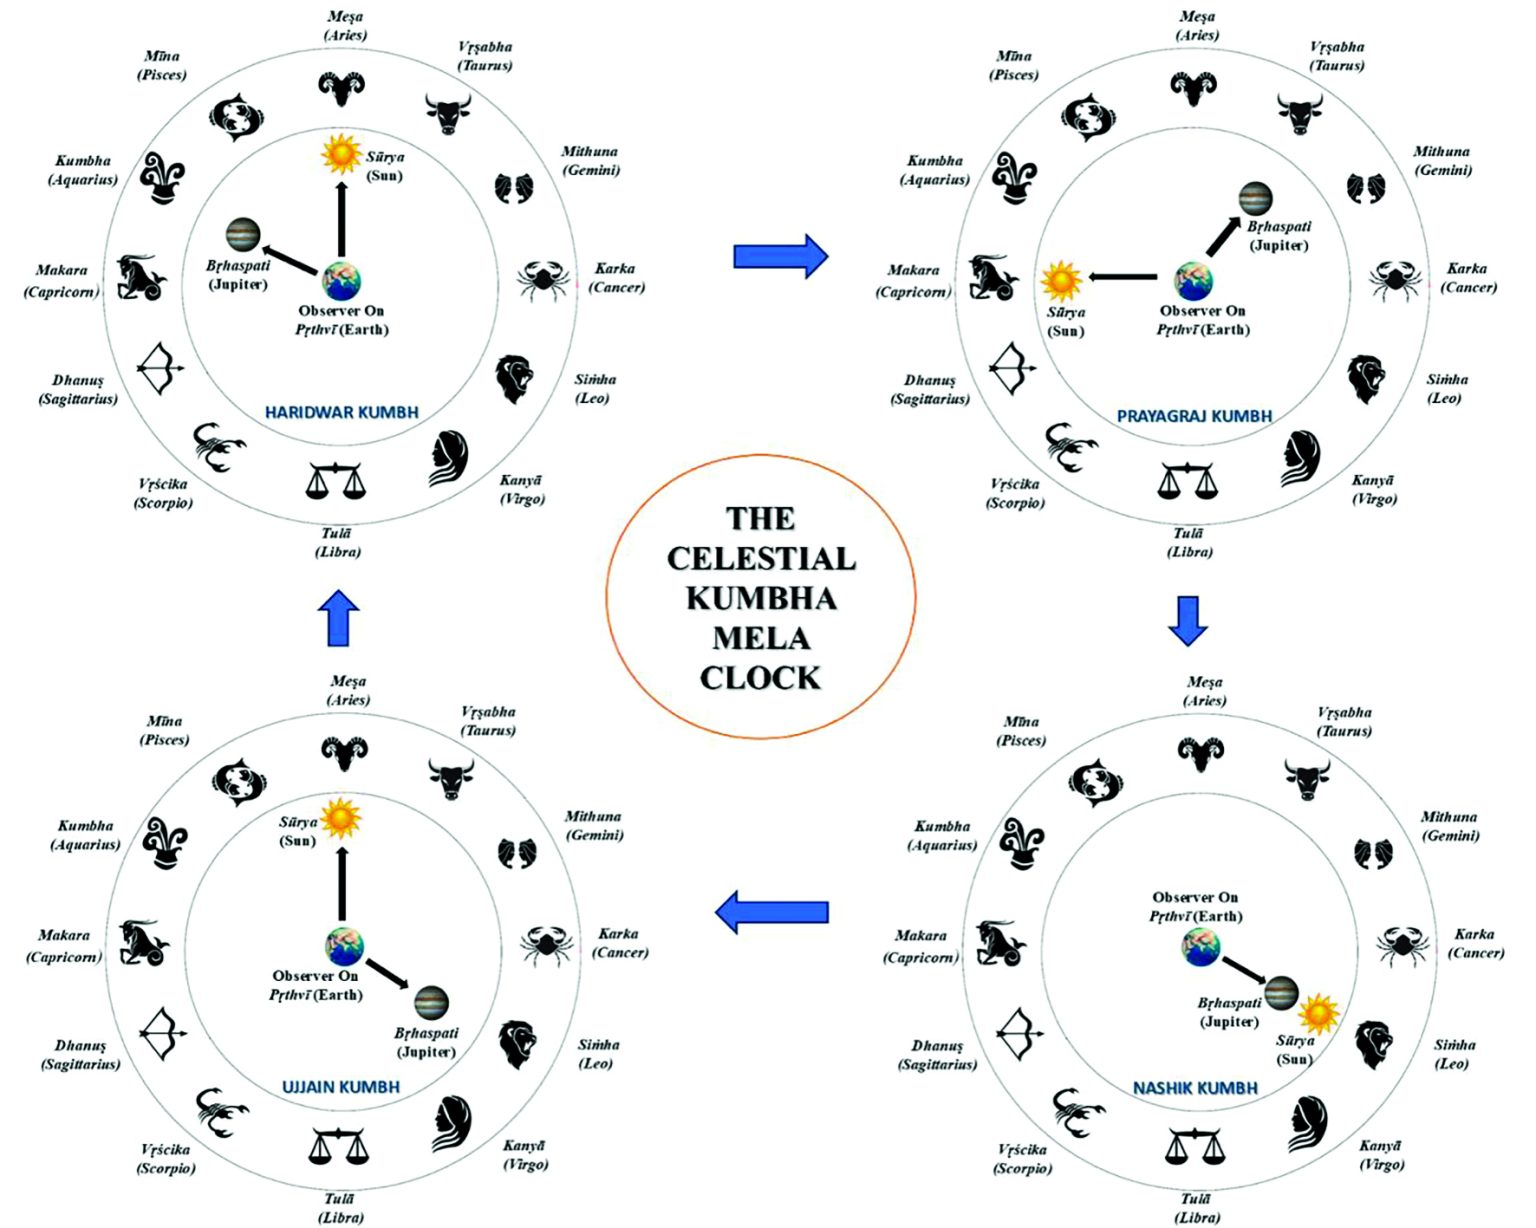 Meṣa
(Aries)
Vṛṣabha
(Taurus)
Mīna
(Pisces)
Mithuna
(Gemini)
Kumbha
(Aquarius)
Sūrya
(Sun)
Bṛhaspati
(Jupiter)
Makara
(Capricorn)
Karka
(Cancer)
Observer On
Pṛthvī (Earth)
Dhanuṣ
(Sagittarius)
Siṁha
(Leo)
HARIDWAR KUMBH
Vṛścika
(Scorpio)
Kanyā
(Virgo)
Tulā
(Libra)
Meṣa
(Aries)
Vṛṣabha
(Taurus)
Mīna
(Pisces)
Mithuna
(Gemini)
Kumbha
(Aquarius)
Bṛhaspati
(Jupiter)
Makara
(Capricorn)
Karka
(Cancer)
Sūrya
(Sun)
Observer On
Pṛthvī (Earth)
Dhanuṣ
(Sagittarius)
Siṁha
(Leo)
PRAYAGRAJ KUMBH
Vṛścika
(Scorpio)
Kanyā
(Virgo)
Tulā
(Libra)
THE
CELESTIAL
KUMBHA
MELA
CLOCK
Meṣa
(Aries)
Vṛṣabha
(Taurus)
Mīna
(Pisces)
Mithuna
(Gemini)
Kumbha
(Aquarius)
Sūrya
(Sun)
Makara
(Capricorn)
Karka
(Cancer)
Observer On
Pṛthvī (Earth)
Bṛhaspati
(Jupiter)
Dhanuṣ
(Sagittarius)
Siṁha
(Leo)
UJJAIN KUMBH
Vṛścika
(Scorpio)
Kanyā
(Virgo)
Tulā
(Libra)
Meṣa
(Aries)
Vṛṣabha
(Taurus)
Mīna
(Pisces)
Mithuna
(Gemini)
Kumbha
(Aquarius)
Observer On
Pṛthvī (Earth)
Makara
(Capricorn)
Karka
(Cancer)
Bṛhaspati
(Jupiter)
Sūrya
(Sun)
Dhanuṣ
(Sagittarius)
Siṁha
(Leo)
NASHIK KUMBH
Vṛścika
(Scorpio)
Kanyā
(Virgo)
Tulā
(Libra)